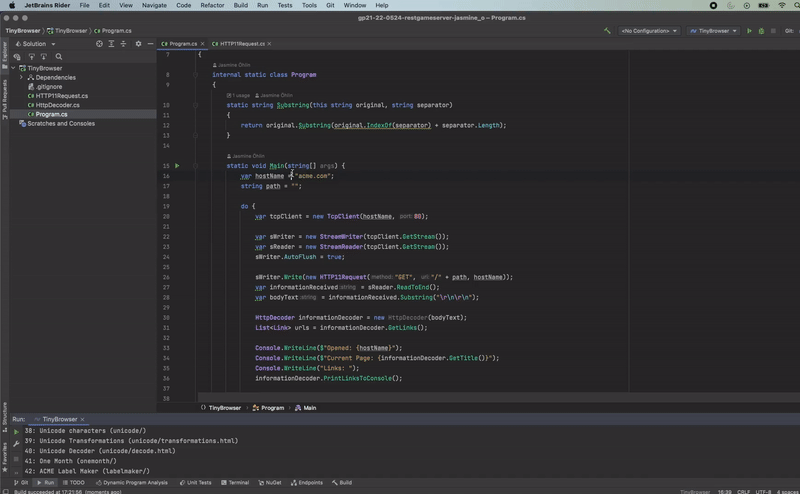 JetBrains Rider File Edit View Navigate Code Refactor Build Run Tests Tools Git Window Help
gp21-22-0524-restgameserver-jasmine_o – Program.cs
TinyBrowser TinyBrowser Program.cs
<No Configuration> TinyBrowser
Solution
Program.cs HTTP11Request.cs
TinyBrowser
Dependencies
.gitignore
HTTP11Request.cs
HttpDecoder.cs
Program.cs
Scratches and Consoles
Explorer
Pull Requests
Structure
Favorites
7 {
Jasmine Öhlin
8 internal static class Program
9 {
1 usage Jasmine Öhlin
10 static string Substring(this string original, string separator)
11 {
12 return original.Substring(original.IndexOf(separator) + separator.Length);
13 }
14
Jasmine Öhlin
15 static void Main(string[] args) {
16 var hostName = "acme.com";
17 string path = "";
18
19 do {
20 var tcpClient = new TcpClient(hostName, port: 80);
21
22 var sWriter = new StreamWriter(tcpClient.GetStream());
23 var sReader = new StreamReader(tcpClient.GetStream());
24 sWriter.AutoFlush = true;
25
26 sWriter.Write(new HTTP11Request(method: "GET", uri: "/" + path, hostName));
27 var informationReceived:string = sReader.ReadToEnd();
28 var bodyText:string = informationReceived.Substring("\r\n\r\n");
29
30 HttpDecoder informationDecoder = new HttpDecoder(bodyText);
31 List<Link> urls = informationDecoder.GetLinks();
32
33 Console.WriteLine($"Opened: {hostName}");
34 Console.WriteLine($"Current Page: {informationDecoder.GetTitle()}");
35 Console.WriteLine("Links: ");
36 informationDecoder.PrintLinksToConsole();
37
38
TinyBrowser Program Main
Run: TinyBrowser
38: Unicode characters (unicode/)
39: Unicode Transformations (unicode/transformations.html)
40: Unicode Decoder (unicode/decode.html)
41: One Month (onemonth/)
42: ACME Label Maker (labelmaker/)
Git Run TODO Dynamic Program Analysis Unit Tests Terminal NuGet Endpoints Build
Build succeeded at 17:21:56 (moments ago) TinyBrowser 16:39 CRLF UTF-8 4 spaces